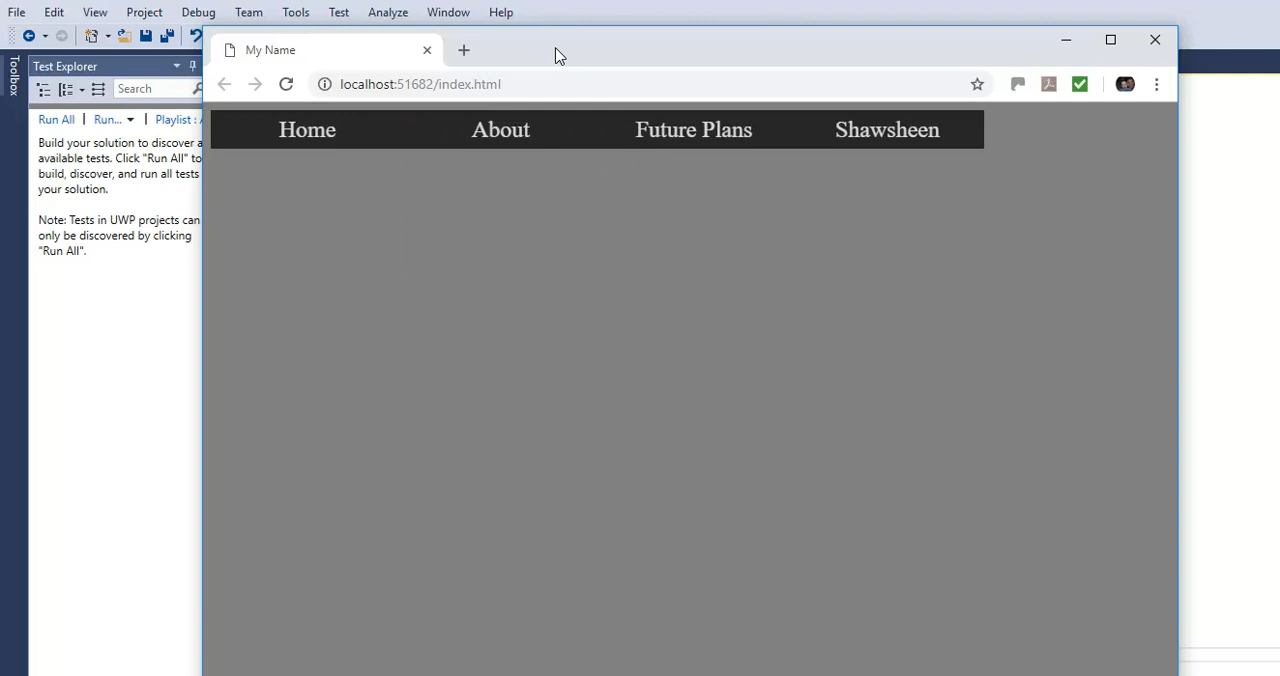 File Edit View Project Debug Team Tools Test Analyze Window Help
Toolbox
Test Explorer
Search
Run All | Run... | Playlist :
Build your solution to discover a
available tests. Click "Run All" to
build, discover, and run all tests
your solution.
Note: Tests in UWP projects can
only be discovered by clicking
"Run All".
My Name
localhost:51682/index.html
Home About Future Plans Shawsheen